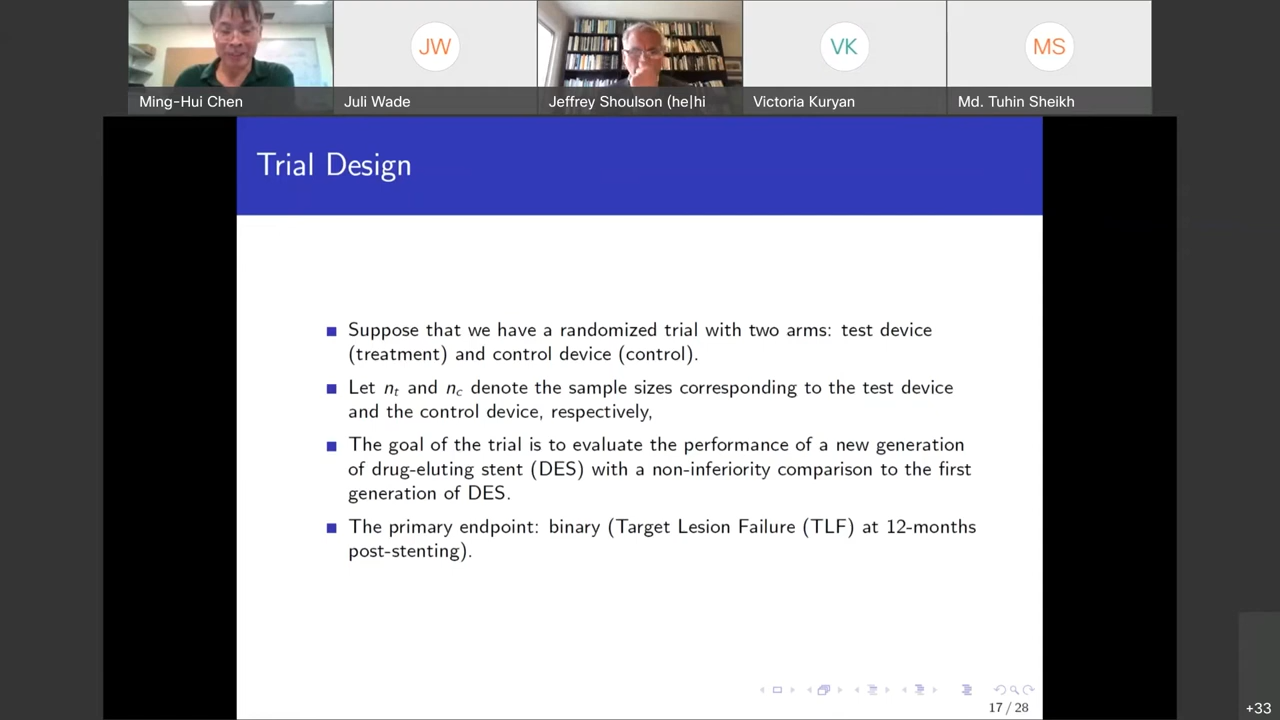 JW
VK
MS
Ming-Hui Chen
Juli Wade
Jeffrey Shoulson (he|hi
Victoria Kuryan
Md. Tuhin Sheikh
Trial Design
Suppose that we have a randomized trial with two arms: test device
(treatment) and control device (control).
Let nₜ and n_c denote the sample sizes corresponding to the test device
and the control device, respectively,
The goal of the trial is to evaluate the performance of a new generation
of drug-eluting stent (DES) with a non-inferiority comparison to the first
generation of DES.
The primary endpoint: binary (Target Lesion Failure (TLF) at 12-months
post-stenting).
17 / 28
+33